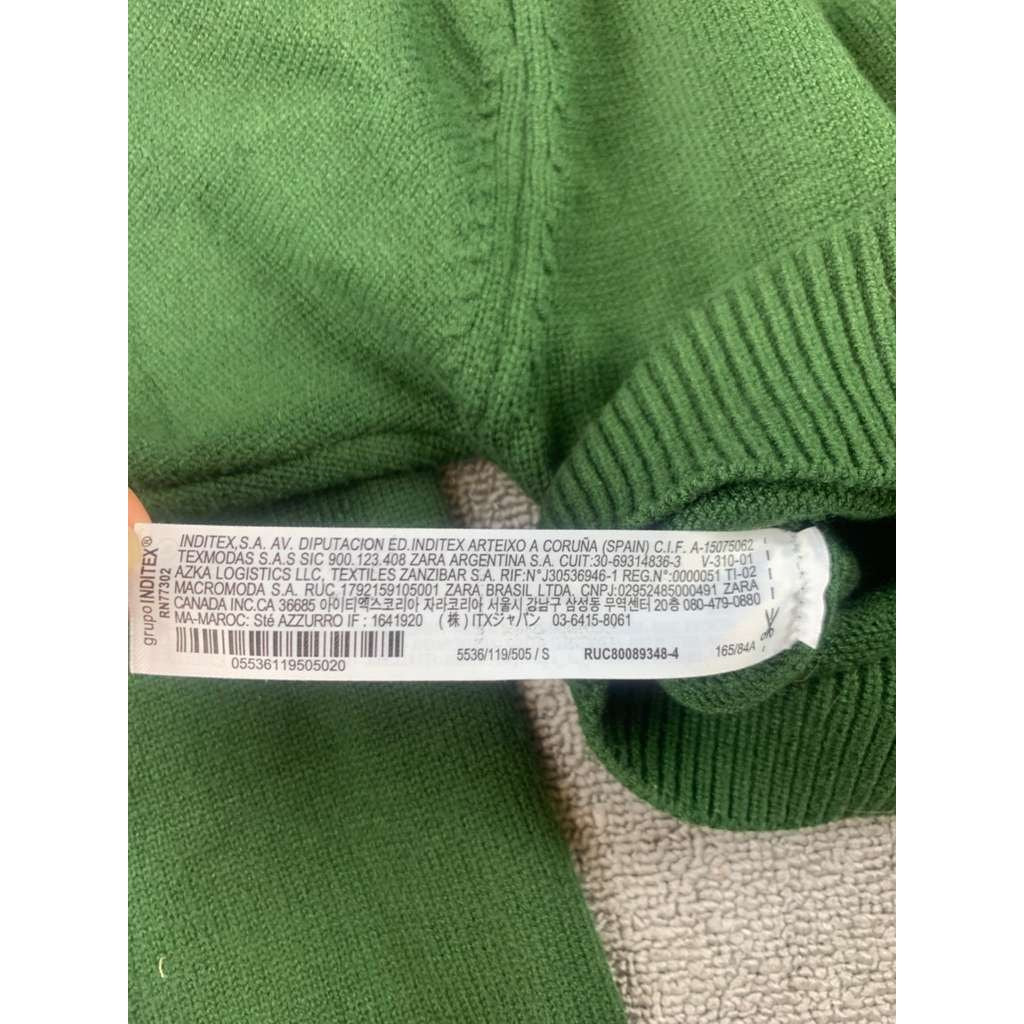 grupo INDITEX®
RN77302
INDITEX,S.A. AV. DIPUTACION ED.INDITEX ARTEIXO A CORUÑA (SPAIN) C.I.F. A-15075062
TEXMODAS S.A.S SIC 900.123.408 ZARA ARGENTINA S.A. CUIT:30-69314836-3 V-310-01
AZKA LOGISTICS LLC, TEXTILES ZANZIBAR S.A. RIF:N°J30536946-1 REG.N°:0000051 TI-02
MACROMODA S.A. RUC 1792159105001 ZARA BRASIL LTDA. CNPJ:02952485000491 ZARA
CANADA INC.CA 36685 아이티엑스코리아 자라코리아 서울시 강남구 삼성동 무역센터 20층 080-479-0880
MA-MAROC: Sté AZZURRO IF : 1641920 (株) ITXジャパン 03-6415-8061
05536119505020
5536/119/505 / S
RUC80089348-4
165/84A